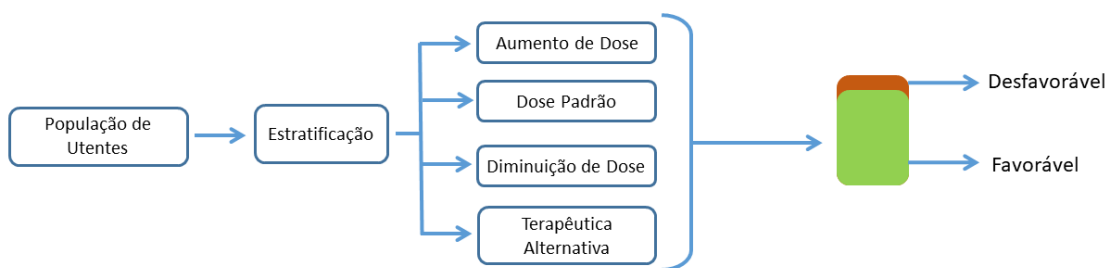 População de
Utentes
Estratificação
Aumento de Dose
Dose Padrão
Diminuição de Dose
Terapêutica
Alternativa
Desfavorável
Favorável